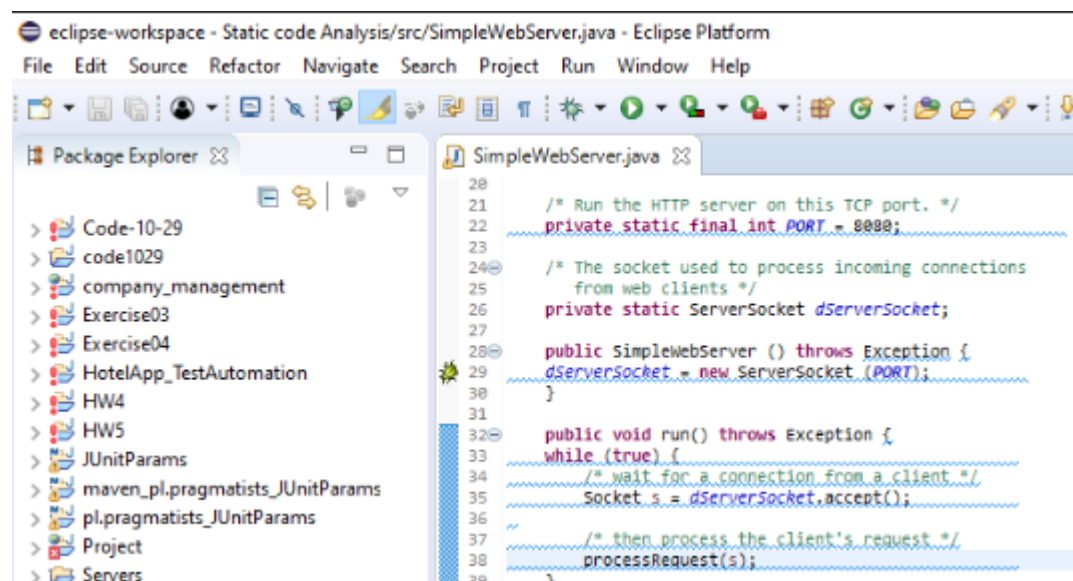 eclipse-workspace - Static code Analysis/src/SimpleWebServer.java - Eclipse Platform
File Edit Source Refactor Navigate Search Project Run Window Help
Package Explorer
SimpleWebServer.java
Code-10-29
code1029
company_management
Exercise03
Exercise04
HotelApp_TestAutomation
HW4
HW5
JUnitParams
maven_pl.pragmatists_JUnitParams
pl.pragmatists_JUnitParams
Project
Servers
20
21 /* Run the HTTP server on this TCP port. */
22 private static final int PORT = 8080;
23
24 /* The socket used to process incoming connections
25 from web clients */
26 private static ServerSocket dServerSocket;
27
28 public SimpleWebServer () throws Exception {
29 dServerSocket = new ServerSocket (PORT);
30 }
31
32 public void run() throws Exception {
33 while (true) {
34 /* wait for a connection from a client */
35 Socket s = dServerSocket.accept();
36
37 /* then process the client's request */
38 processRequest(s);
39 }